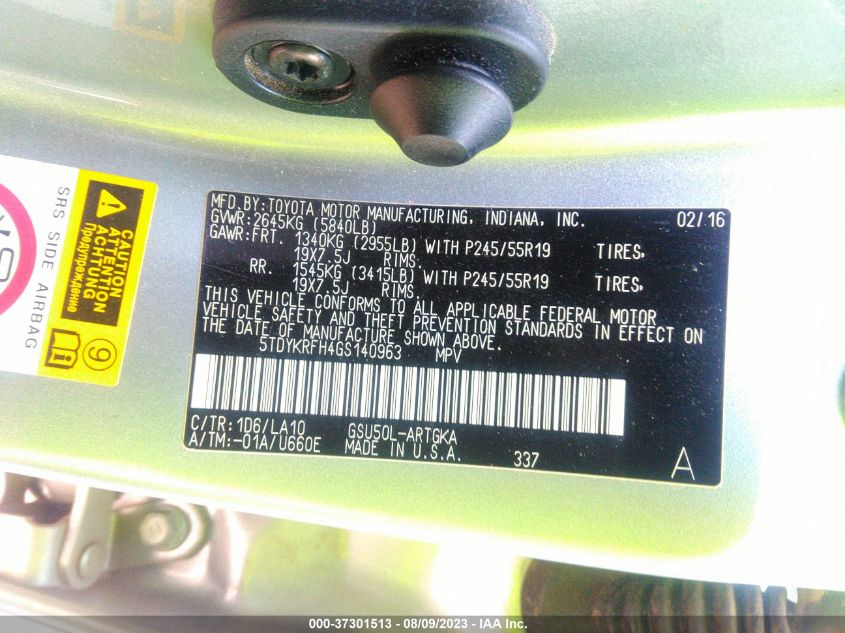 MFD.BY:TOYOTA MOTOR MANUFACTURING, INDIANA, INC. 02/16
GVWR:2645KG (5840LB)
GAWR:FRT. 1340KG (2955LB) WITH P245/55R19 TIRES,
19X7.5J RIMS.
RR. 1545KG (3415LB) WITH P245/55R19 TIRES,
19X7.5J RIMS.
THIS VEHICLE CONFORMS TO ALL APPLICABLE FEDERAL MOTOR
VEHICLE SAFETY AND THEFT PREVENTION STANDARDS IN EFFECT ON
THE DATE OF MANUFACTURE SHOWN ABOVE.
5TDYKRFH4GS140963 MPV
C/TR:1D6/LA10 GSU50L-ARTGKA
A/TM:-01A/U660E MADE IN U.S.A. 337 A
CAUTION
ATTENTION
ACHTUNG
Предупреждение
SRS SIDE AIRBAG
9
000-37301513 - 08/09/2023 - IAA Inc.